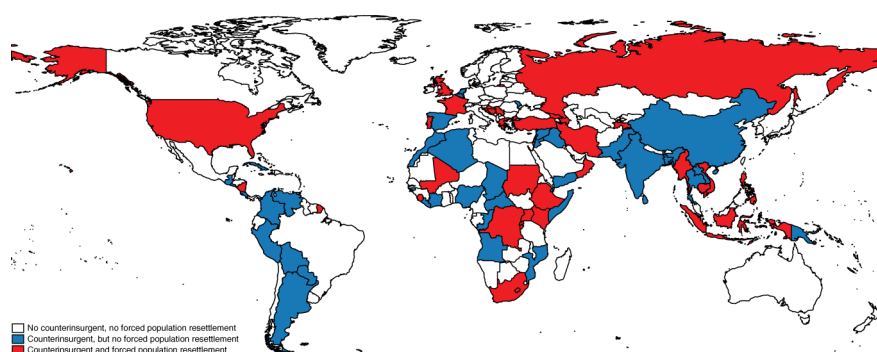 No counterinsurgent, no forced population resettlement
Counterinsurgent, but no forced population resettlement
Counterinsurgent and forced population resettlement